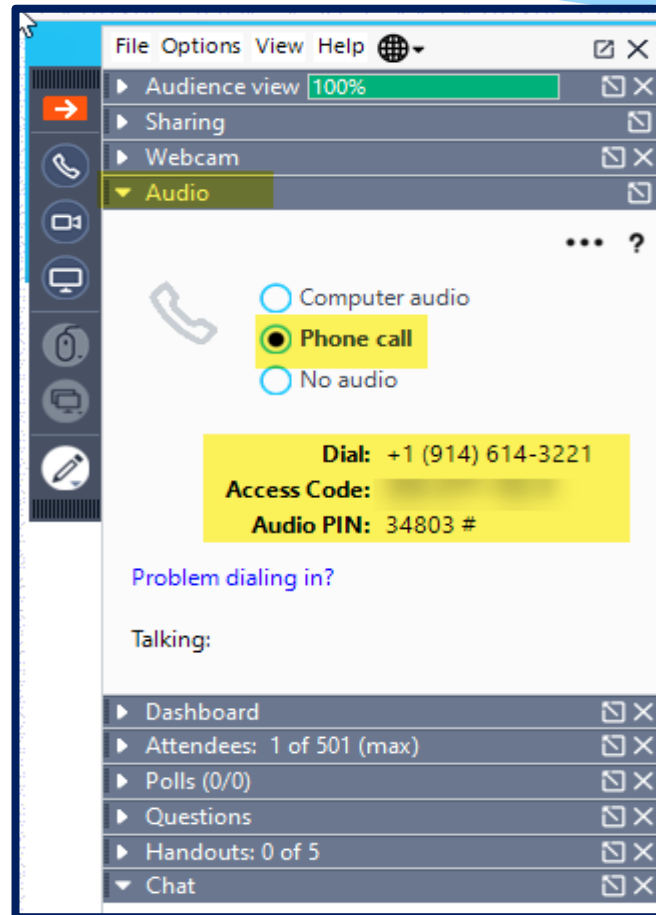 File Options View Help
Audience view 100%
Sharing
Webcam
Audio
... ?
Computer audio
Phone call
No audio
Dial: +1 (914) 614-3221
Access Code:
Audio PIN: 34803 #
Problem dialing in?
Talking:
Dashboard
Attendees: 1 of 501 (max)
Polls (0/0)
Questions
Handouts: 0 of 5
Chat